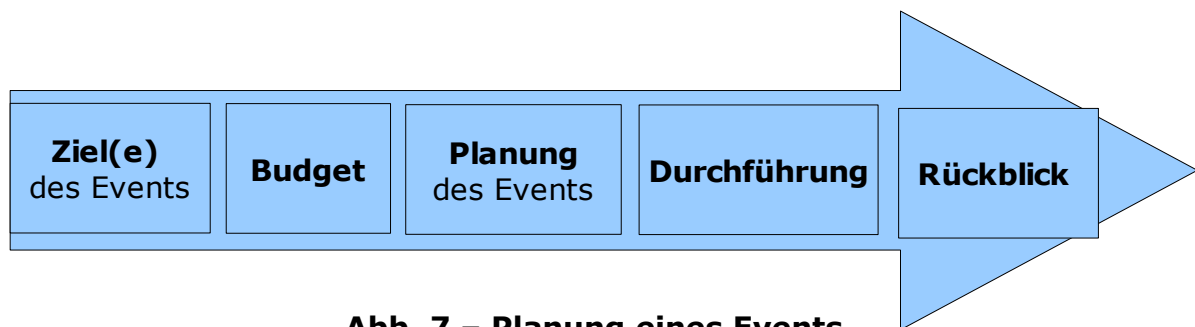 Ziel(e)
des Events
Budget
Planung
des Events
Durchführung
Rückblick
Abb. 7 – Planung eines Events